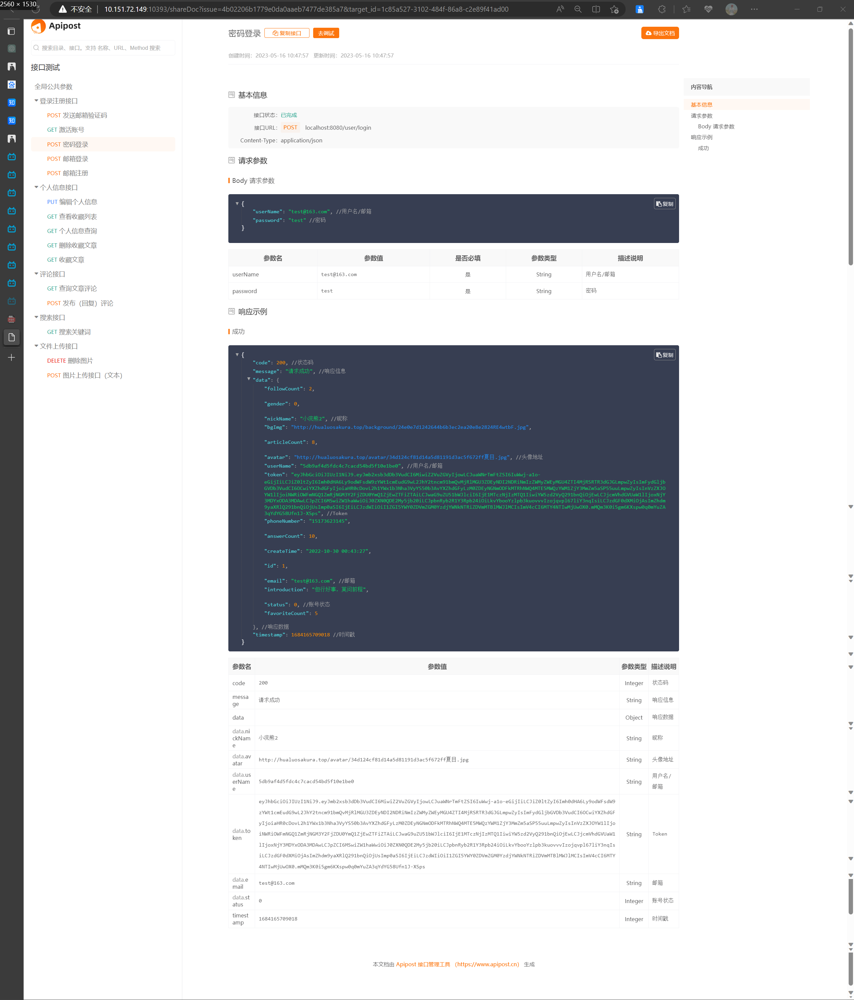 2560 × 1530
不安全
10.151.72.149:10393/shareDoc?issue=4b02206b1779e0da0aaeb7477de385a7&target_id=1c85a527-3102-484f-86a8-c2e89f41ad00
Apipost
搜索目录、接口。支持 名称、URL、Method 搜索
接口测试
全局公共参数
登录注册接口
POST 发送邮箱验证码
GET 激活账号
POST 密码登录
POST 邮箱登录
POST 邮箱注册
个人信息接口
PUT 编辑个人信息
GET 查看收藏列表
GET 个人信息查询
GET 删除收藏文章
GET 收藏文章
评论接口
GET 查询文章评论
POST 发布（回复）评论
搜索接口
GET 搜索关键词
文件上传接口
DELETE 删除图片
POST 图片上传接口（文本）
密码登录 复制接口 去调试
导出文档
创建时间：2023-05-16 10:47:57 更新时间：2023-05-16 10:47:57
基本信息
接口状态：已完成
接口URL：POST localhost:8080/user/login
Content-Type：application/json
请求参数
Body 请求参数
复制
{
"userName": "test@163.com", //用户名/邮箱
"password": "test" //密码
}
参数名 参数值 是否必填 参数类型 描述说明
userName test@163.com 是 String 用户名/邮箱
password test 是 String 密码
响应示例
成功
复制
{
"code": 200, //状态码
"message": "请求成功", //响应信息
"data": {
"followCount": 2,
"gender": 0,
"nickName": "小浣熊2", //昵称
"bgImg": "http://hualuosakura.top/background/24e0e7d1242644b6b3ec2ea20e8e2824RE4wtbF.jpg",
"articleCount": 8,
"avatar": "http://hualuosakura.top/avatar/34d124cf81d14a5d81191d3ac5f672ff夏目.jpg", //头像地址
"userName": "5db9af4d5fdc4c7cacd54bd5f10e1be0", //用户名/邮箱
"token": "eyJhbGciOiJIUzI1NiJ9.eyJmb2xsb3dDb3VudCI6MiwiZ2VuZGVyIjowLCJuaWNrTmFtZSI6IuWwj-a1o-
//Token
"phoneNumber": "15173623145",
"answerCount": 10,
"createTime": "2022-10-30 00:43:27",
"id": 1,
"email": "test@163.com", //邮箱
"introduction": "但行好事，莫问前程",
"status": 0, //账号状态
"favoriteCount": 5
}, //响应数据
"timestamp": 1684165709018 //时间戳
}
参数名 参数值 参数类型 描述说明
code 200 Integer 状态码
messa
ge 请求成功 String 响应信息
data Object 响应数据
data.ni
ckNam
e 小浣熊2 String 昵称
data.av
atar http://hualuosakura.top/avatar/34d124cf81d14a5d81191d3ac5f672ff夏目.jpg String 头像地址
data.us
erNam
e 5db9af4d5fdc4c7cacd54bd5f10e1be0 String 用户名/
邮箱
data.to
ken String Token
data.e
mail test@163.com String 邮箱
data.st
atus 0 Integer 账号状态
timest
amp 1684165709018 Integer 时间戳
本文档由 Apipost 接口管理工具 （https://www.apipost.cn） 生成
内容导航
基本信息
请求参数
Body 请求参数
响应示例
成功